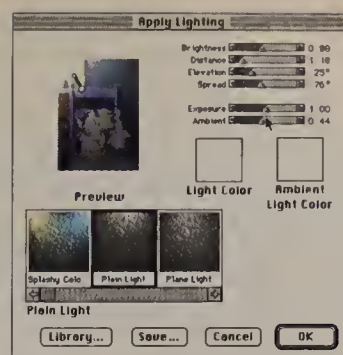 Apply Lighting
Brightness 0.80
Distance 1.10
Elevation 25°
Spread 76°
Exposure 1.00
Ambient 0.44
Preview
Light Color
Ambient
Light Color
Splashy Colo
Plain Light
Plane Light
Plain Light
Library...
Save...
Cancel
OK